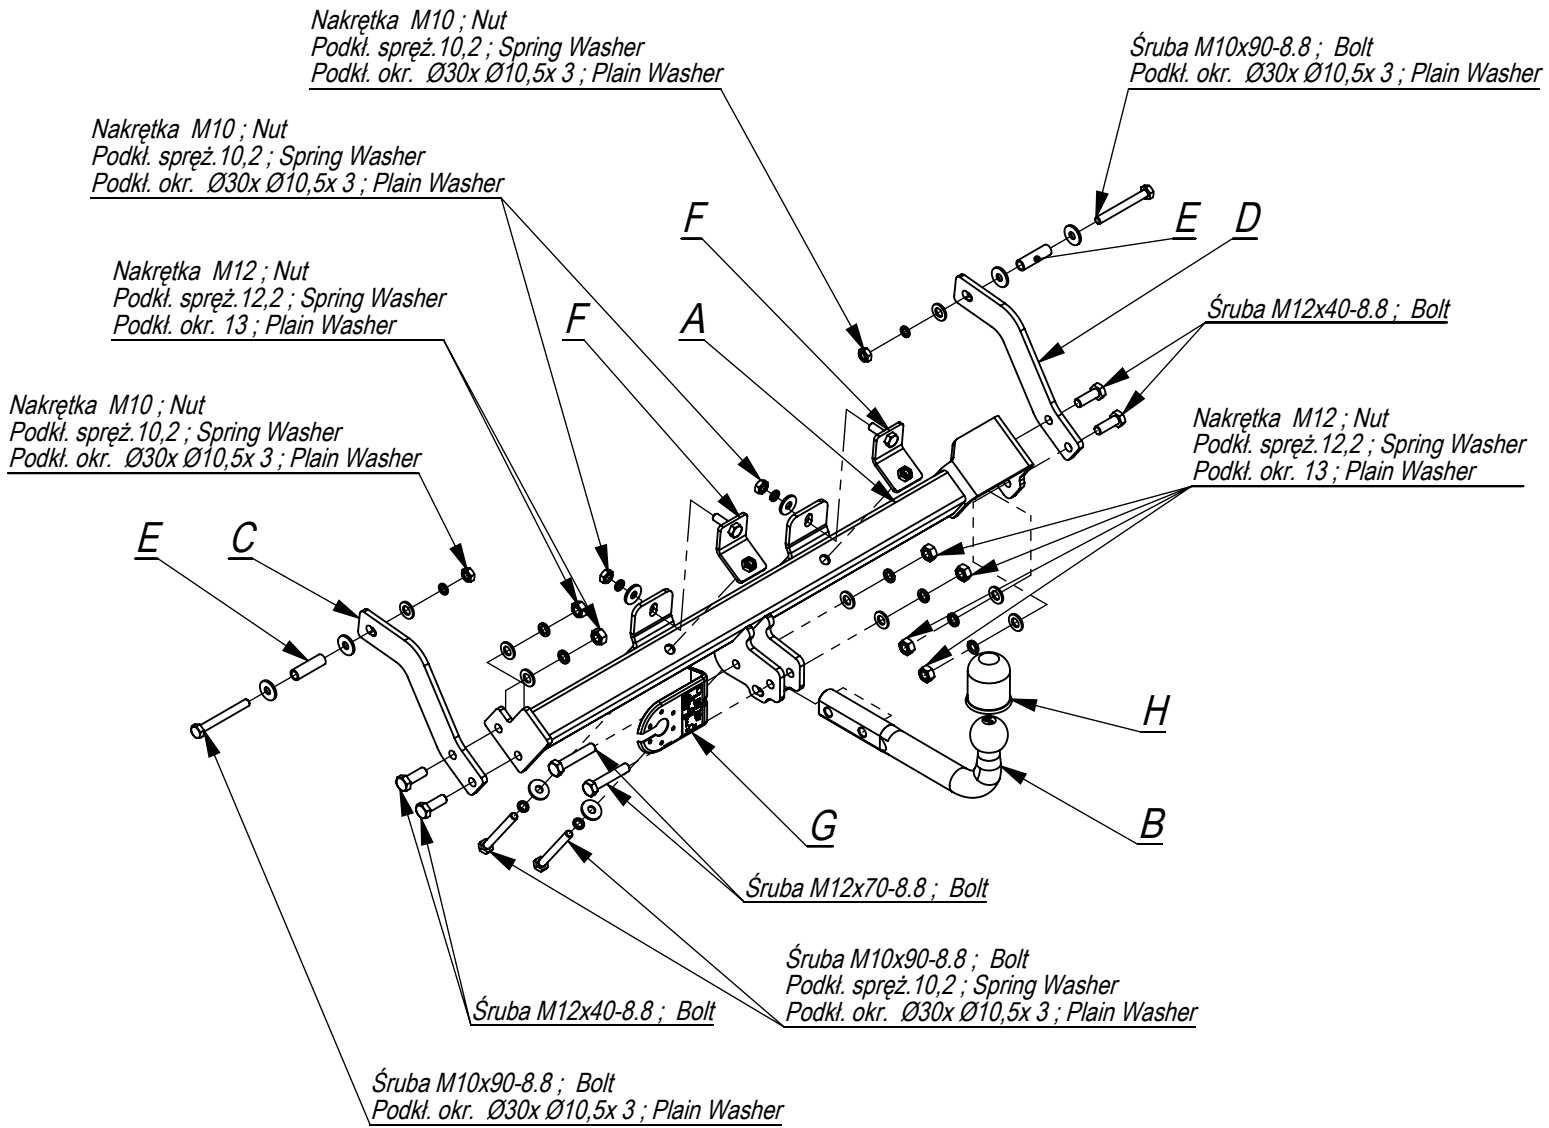 Nakrętka M10 ; Nut
Podkł. spręż.10,2 ; Spring Washer
Podkł. okr. Ø30x Ø10,5x 3 ; Plain Washer
Śruba M10x90-8.8 ; Bolt
Podkł. okr. Ø30x Ø10,5x 3 ; Plain Washer
Nakrętka M10 ; Nut
Podkł. spręż.10,2 ; Spring Washer
Podkł. okr. Ø30x Ø10,5x 3 ; Plain Washer
F
E
D
Nakrętka M12 ; Nut
Podkł. spręż.12,2 ; Spring Washer
Podkł. okr. 13 ; Plain Washer
F
A
Śruba M12x40-8.8 ; Bolt
Nakrętka M10 ; Nut
Podkł. spręż.10,2 ; Spring Washer
Podkł. okr. Ø30x Ø10,5x 3 ; Plain Washer
Nakrętka M12 ; Nut
Podkł. spręż.12,2 ; Spring Washer
Podkł. okr. 13 ; Plain Washer
E
C
H
G
B
Śruba M12x70-8.8 ; Bolt
Śruba M10x90-8.8 ; Bolt
Podkł. spręż.10,2 ; Spring Washer
Podkł. okr. Ø30x Ø10,5x 3 ; Plain Washer
Śruba M12x40-8.8 ; Bolt
Śruba M10x90-8.8 ; Bolt
Podkł. okr. Ø30x Ø10,5x 3 ; Plain Washer